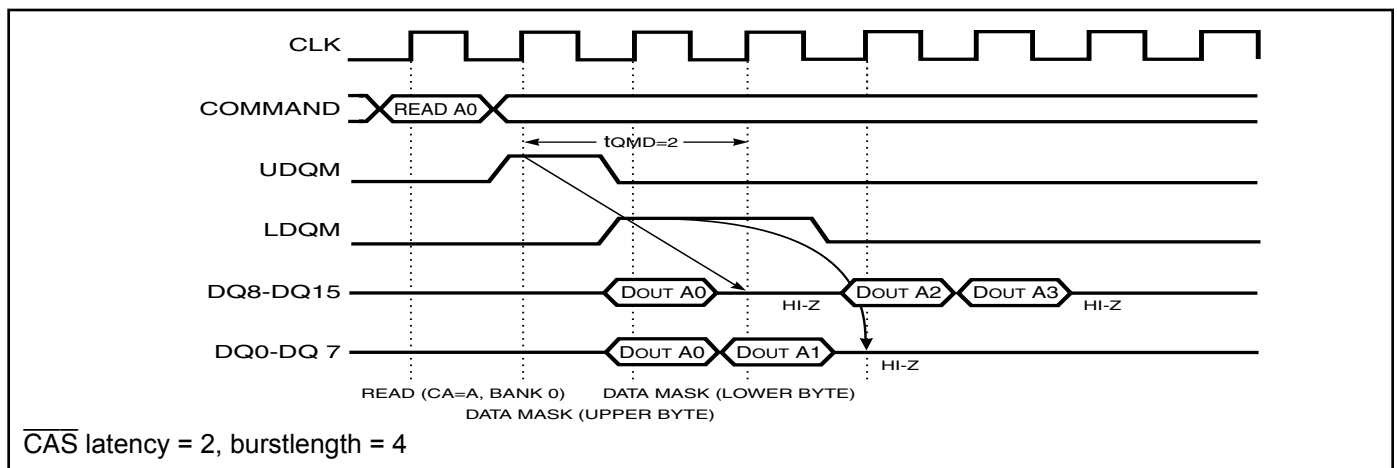 CLK
COMMAND
READ A0
tQMD=2
UDQM
LDQM
DQ8-DQ15
DOUT A0
HI-Z
DOUT A2
DOUT A3
HI-Z
DQ0-DQ 7
DOUT A0
DOUT A1
HI-Z
READ (CA=A, BANK 0)
DATA MASK (LOWER BYTE)
DATA MASK (UPPER BYTE)
CAS latency = 2, burstlength = 4